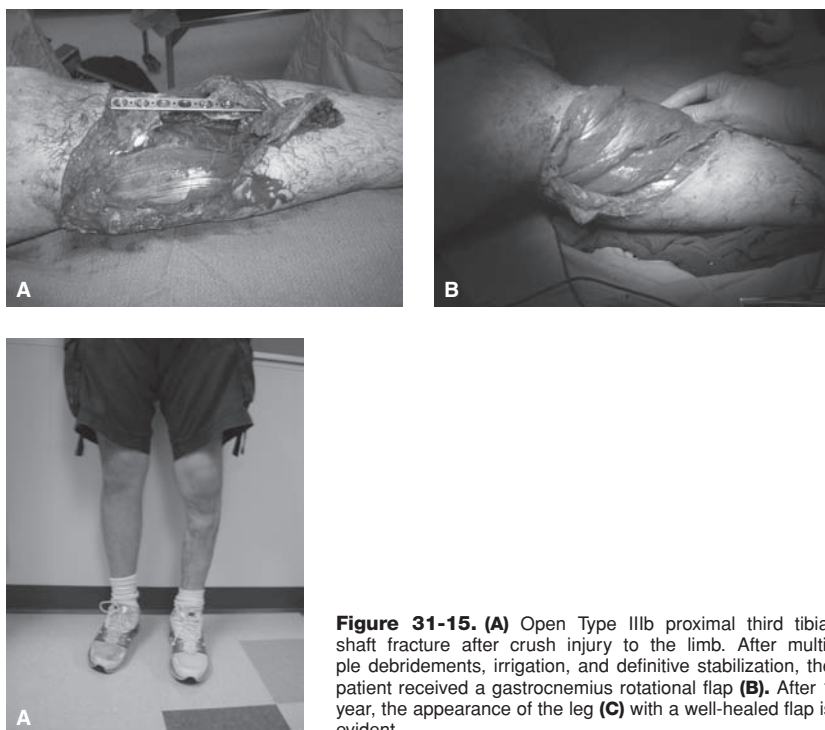 A
B
A
Figure 31-15. (A) Open Type IIIb proximal third tibia
shaft fracture after crush injury to the limb. After multi
ple debridements, irrigation, and definitive stabilization, the
patient received a gastrocnemius rotational flap (B). After
year, the appearance of the leg (C) with a well-healed flap is
evident.